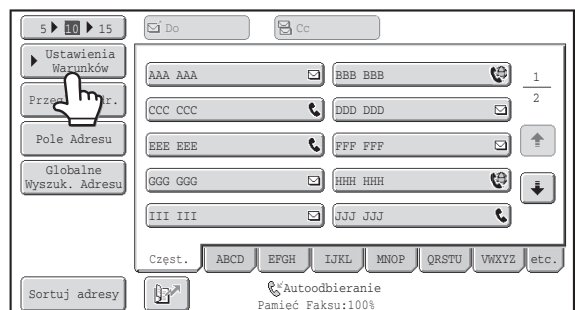 5 10 15
Do
Cc
Ustawienia
Warunków
Pole Adresu
Globalne
Wyszuk. Adresu
Sortuj adresy
AAA AAA
BBB BBB
CCC CCC
DDD DDD
EEE EEE
FFF FFF
GGG GGG
HHH HHH
III III
JJJ JJJ
1
2
Częst.
ABCD
EFGH
IJKL
MNOP
QRSTU
VWXYZ
etc.
Autoodbieranie
Pamięć Faksu:100%